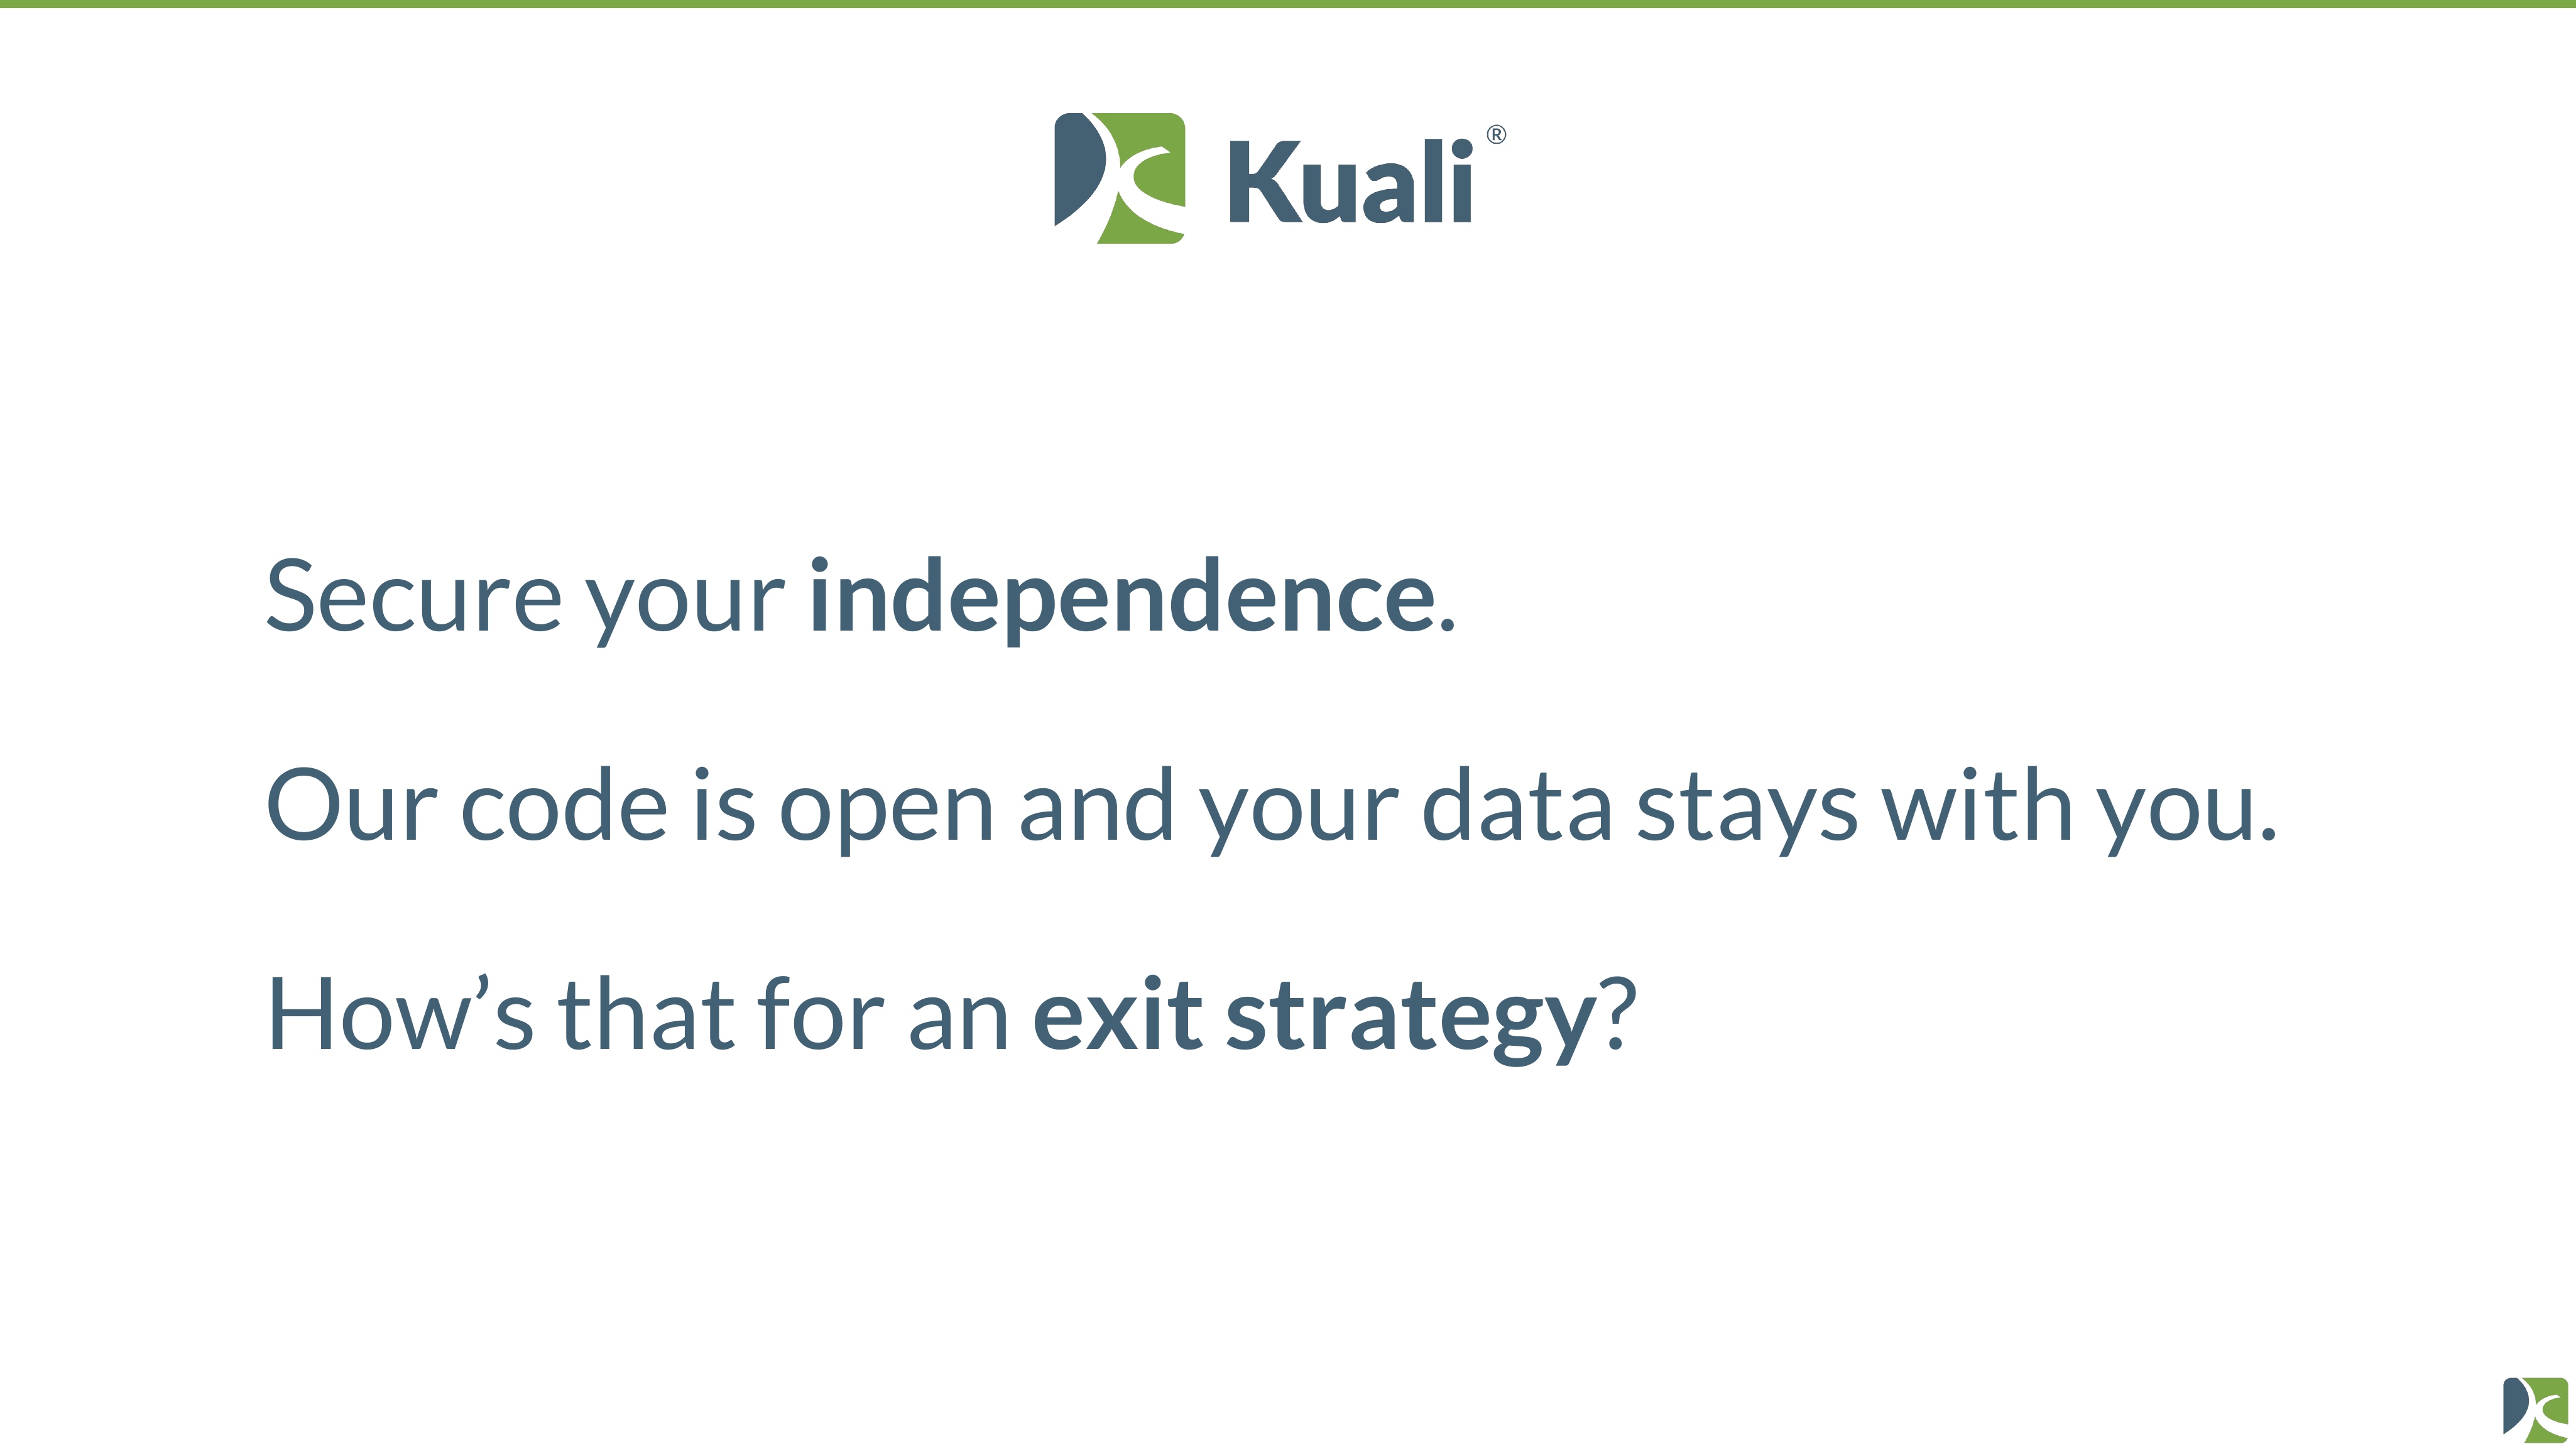 Kuali®
Secure your independence.
Our code is open and your data stays with you.
How’s that for an exit strategy?